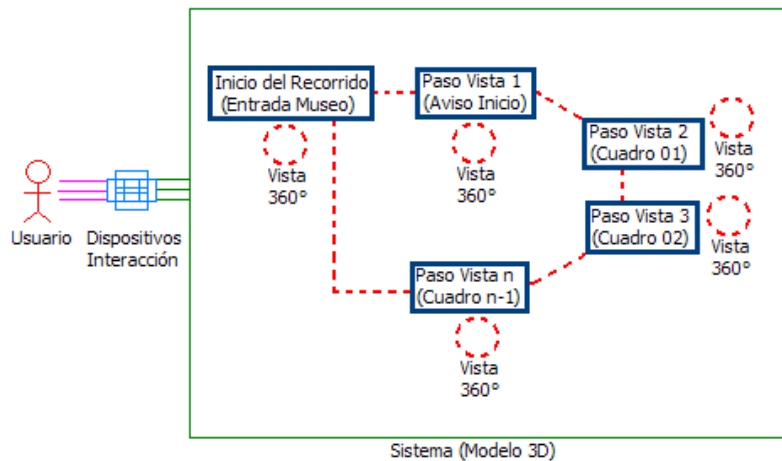 Inicio del Recorrido
(Entrada Museo)
Vista
360°
Paso Vista 1
(Aviso Inicio)
Vista
360°
Paso Vista 2
(Cuadro 01)
Vista
360°
Paso Vista 3
(Cuadro 02)
Vista
360°
Paso Vista n
(Cuadro n-1)
Vista
360°
Usuario
Dispositivos
Interacción
Sistema (Modelo 3D)